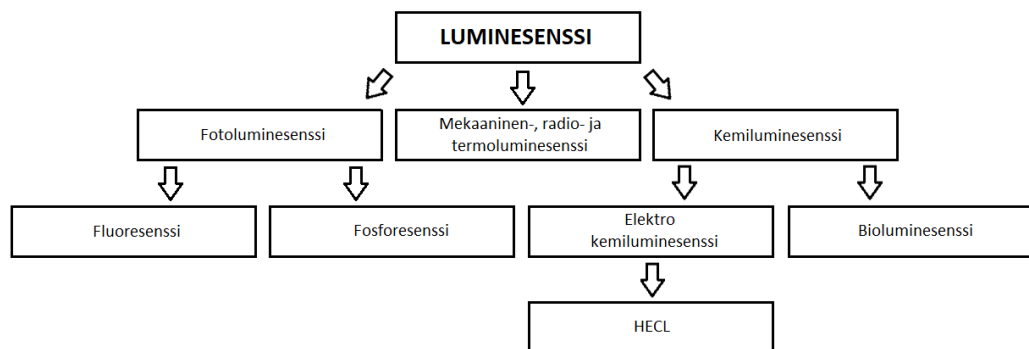 LUMINESENSSI
Fotoluminesenssi
Mekaaninen-, radio- ja
termoluminesenssi
Kemiluminesenssi
Fluoresenssi
Fosforesenssi
Elektro
kemiluminesenssi
Bioluminesenssi
HECL